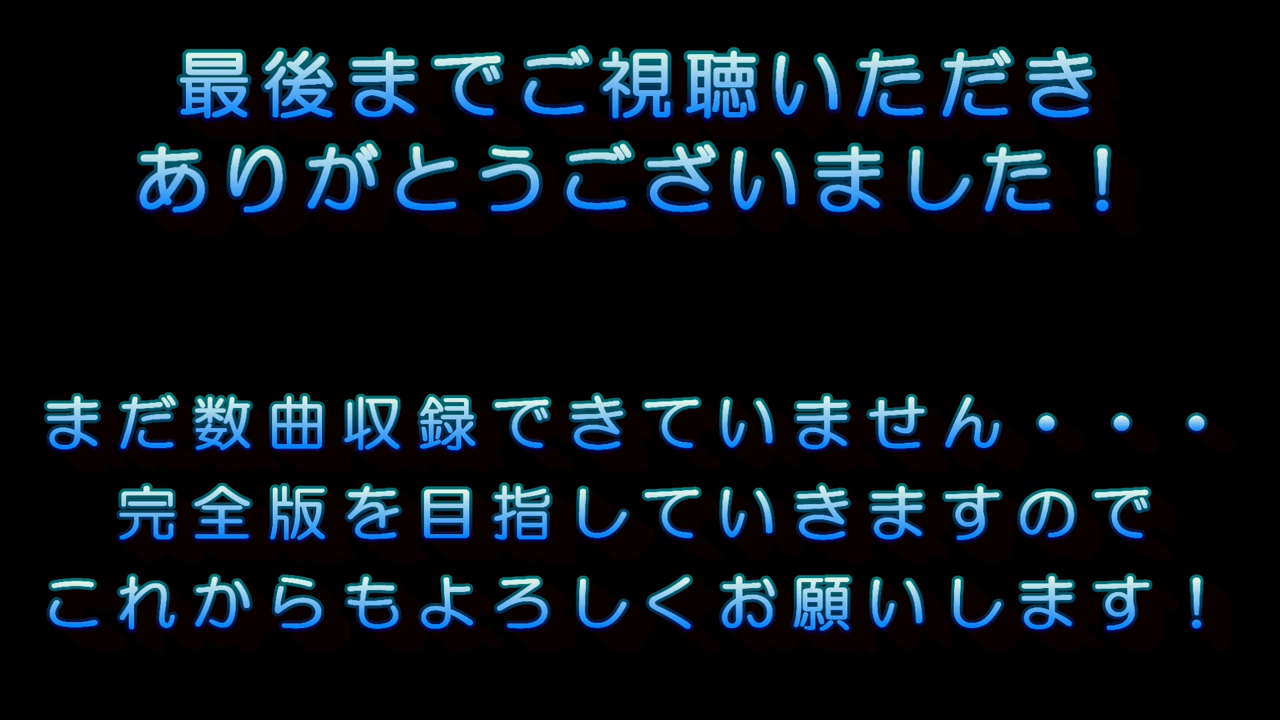 最後までご視聴いただき
ありがとうございました！
まだ数曲収録できていません・・・
完全版を目指していきますので
これからもよろしくお願いします！